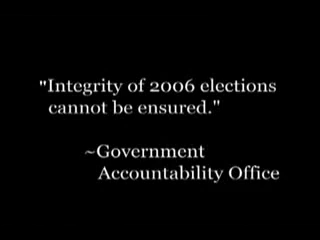 "Integrity of 2006 elections
cannot be ensured."
~Government
Accountability Office